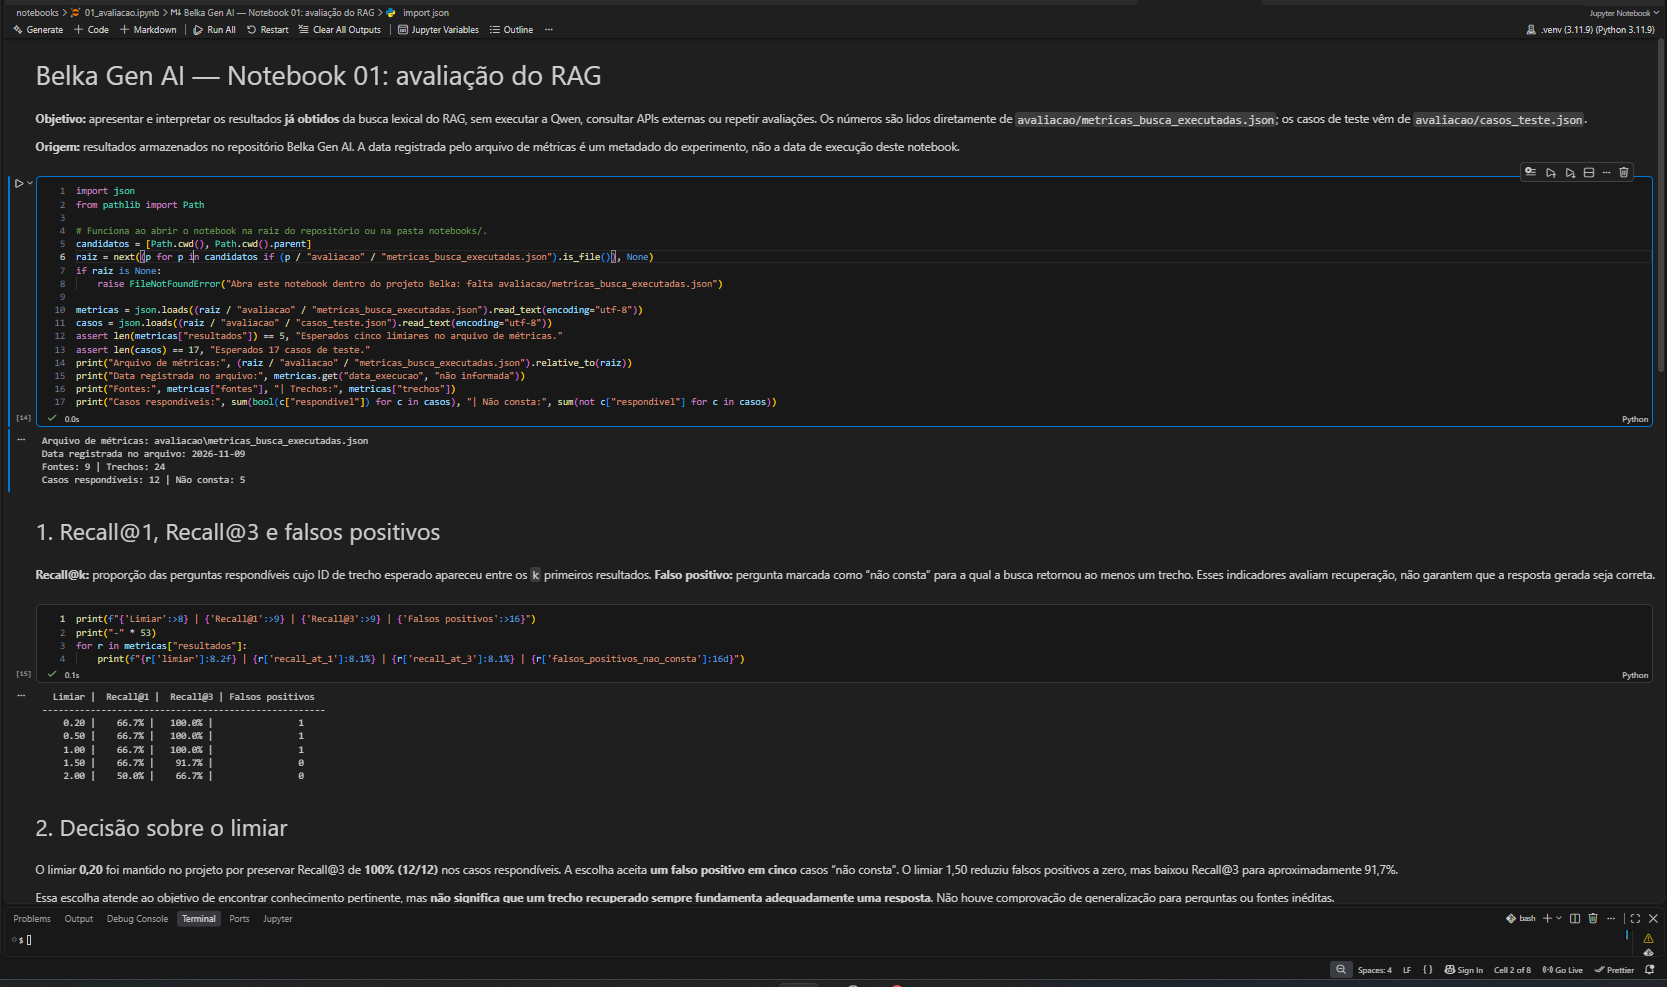 notebooks > 01_avaliacao.ipynb > M↓ Belka Gen AI — Notebook 01: avaliação do RAG > import json
Jupyter Notebook
Generate + Code + Markdown | Run All Restart Clear All Outputs | Jupyter Variables Outline ...
.venv (3.11.9) (Python 3.11.9)
Belka Gen AI — Notebook 01: avaliação do RAG
Objetivo: apresentar e interpretar os resultados já obtidos da busca lexical do RAG, sem executar a Qwen, consultar APIs externas ou repetir avaliações. Os números são lidos diretamente de avaliacao/metricas_busca_executadas.json; os casos de teste vêm de avaliacao/casos_teste.json.
Origem: resultados armazenados no repositório Belka Gen AI. A data registrada pelo arquivo de métricas é um metadado do experimento, não a data de execução deste notebook.
1 import json
2 from pathlib import Path
3
4 # Funciona ao abrir o notebook na raiz do repositório ou na pasta notebooks/.
5 candidatos = [Path.cwd(), Path.cwd().parent]
6 raiz = next((p for p in candidatos if (p / "avaliacao" / "metricas_busca_executadas.json").is_file()), None)
7 if raiz is None:
8     raise FileNotFoundError("Abra este notebook dentro do projeto Belka: falta avaliacao/metricas_busca_executadas.json")
9
10 metricas = json.loads((raiz / "avaliacao" / "metricas_busca_executadas.json").read_text(encoding="utf-8"))
11 casos = json.loads((raiz / "avaliacao" / "casos_teste.json").read_text(encoding="utf-8"))
12 assert len(metricas["resultados"]) == 5, "Esperados cinco limiares no arquivo de métricas."
13 assert len(casos) == 17, "Esperados 17 casos de teste."
14 print("Arquivo de métricas:", (raiz / "avaliacao" / "metricas_busca_executadas.json").relative_to(raiz))
15 print("Data registrada no arquivo:", metricas.get("data_execucao", "não informada"))
16 print("Fontes:", metricas["fontes"], "| Trechos:", metricas["trechos"])
17 print("Casos respondíveis:", sum(bool(c["respondivel"]) for c in casos), "| Não consta:", sum(not c["respondivel"] for c in casos))
[14] 0.0s
Python
Arquivo de métricas: avaliacao\metricas_busca_executadas.json
Data registrada no arquivo: 2026-11-09
Fontes: 9 | Trechos: 24
Casos respondíveis: 12 | Não consta: 5
1. Recall@1, Recall@3 e falsos positivos
Recall@k: proporção das perguntas respondíveis cujo ID de trecho esperado apareceu entre os k primeiros resultados. Falso positivo: pergunta marcada como “não consta” para a qual a busca retornou ao menos um trecho. Esses indicadores avaliam recuperação, não garantem que a resposta gerada seja correta.
1 print(f"{'Limiar':>8} | {'Recall@1':>9} | {'Recall@3':>9} | {'Falsos positivos':>16}")
2 print("-" * 53)
3 for r in metricas["resultados"]:
4     print(f"{r['limiar']:8.2f} | {r['recall_at_1']:8.1%} | {r['recall_at_3']:8.1%} | {r['falsos_positivos_nao_consta']:16d}")
[15] 0.1s
Python
Limiar | Recall@1 | Recall@3 | Falsos positivos
-----------------------------------------------------
0.20 | 66.7% | 100.0% | 1
0.50 | 66.7% | 100.0% | 1
1.00 | 66.7% | 100.0% | 1
1.50 | 66.7% | 91.7% | 0
2.00 | 50.0% | 66.7% | 0
2. Decisão sobre o limiar
O limiar 0,20 foi mantido no projeto por preservar Recall@3 de 100% (12/12) nos casos respondíveis. A escolha aceita um falso positivo em cinco casos “não consta”. O limiar 1,50 reduziu falsos positivos a zero, mas baixou Recall@3 para aproximadamente 91,7%.
Essa escolha atende ao objetivo de encontrar conhecimento pertinente, mas não significa que um trecho recuperado sempre fundamenta adequadamente uma resposta. Não houve comprovação de generalização para perguntas ou fontes inéditas.
Problems Output Debug Console Terminal Ports Jupyter
bash
$
Spaces: 4 LF {} Sign In Cell 2 of 8 Go Live Prettier